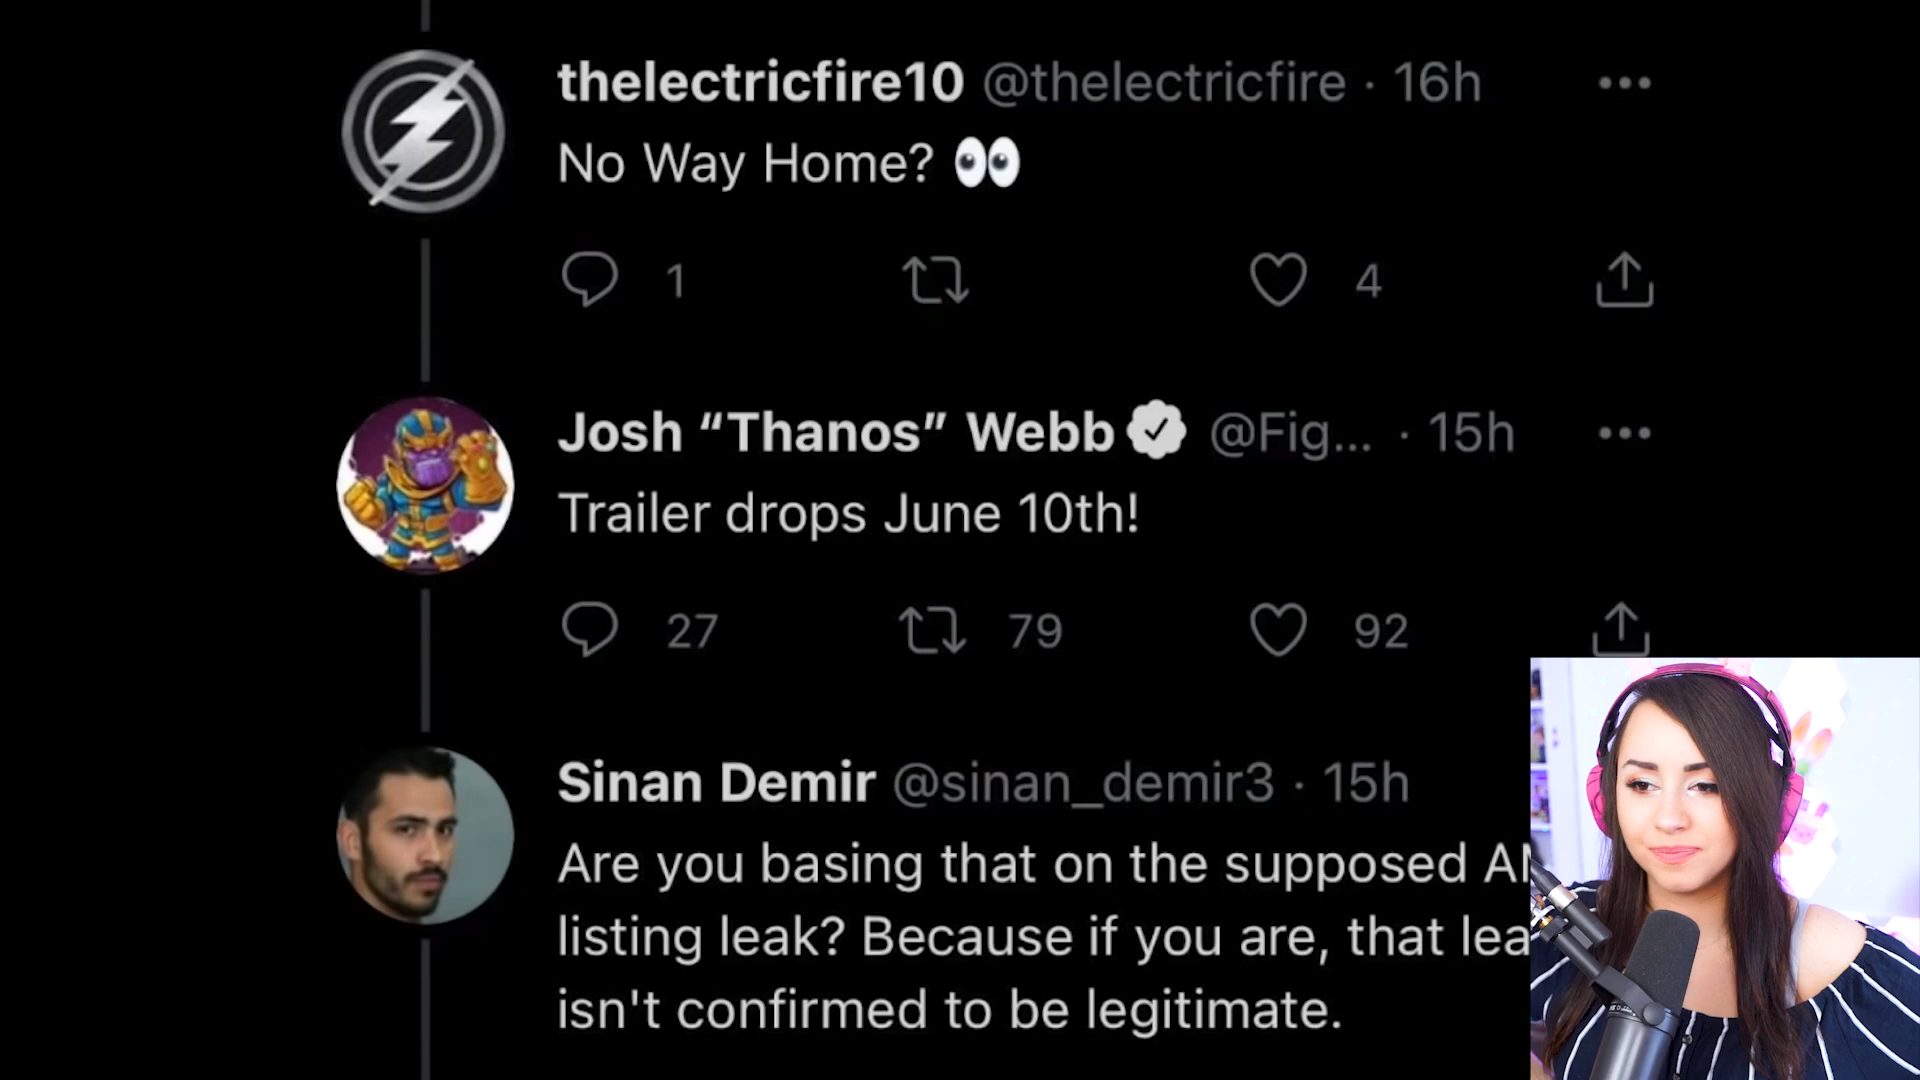 thelectricfire10 @thelectricfire · 16h
No Way Home? 👀
1 4
Josh “Thanos” Webb @Fig... · 15h
Trailer drops June 10th!
27 79 92
Sinan Demir @sinan_demir3 · 15h
Are you basing that on the supposed
listing leak? Because if you are, that
isn't confirmed to be legitimate.